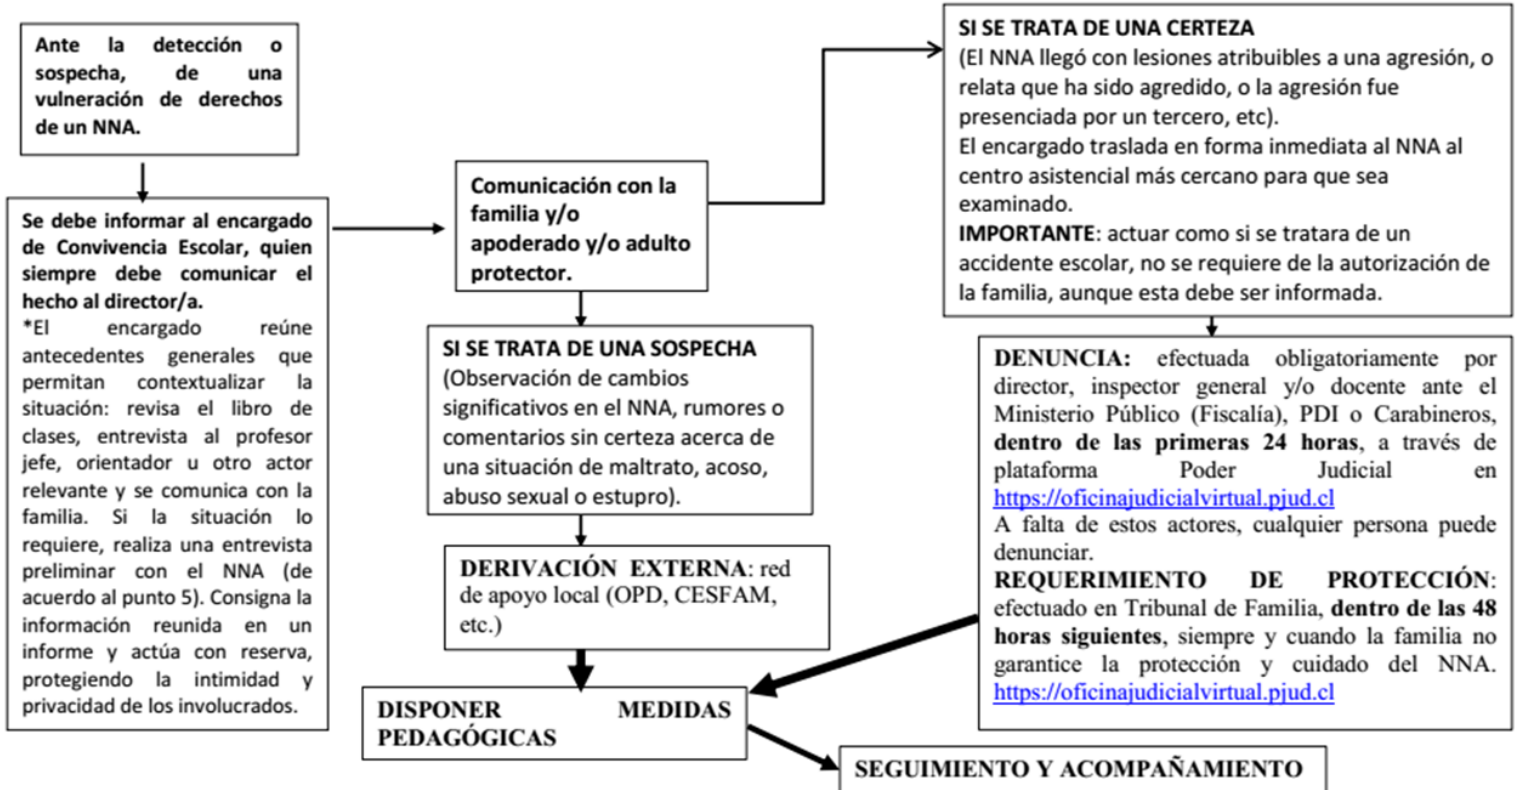 Ante la detección o
sospecha, de una
vulneración de derechos
de un NNA.
Se debe informar al encargado
de Convivencia Escolar, quien
siempre debe comunicar el
hecho al director/a.
*El encargado reúne
antecedentes generales que
permitan contextualizar la
situación: revisa el libro de
clases, entrevista al profesor
jefe, orientador u otro actor
relevante y se comunica con la
familia. Si la situación lo
requiere, realiza una entrevista
preliminar con el NNA (de
acuerdo al punto 5). Consigna la
información reunida en un
informe y actúa con reserva,
protegiendo la intimidad y
privacidad de los involucrados.
Comunicación con la
familia y/o
apoderado y/o adulto
protector.
SI SE TRATA DE UNA SOSPECHA
(Observación de cambios
significativos en el NNA, rumores o
comentarios sin certeza acerca de
una situación de maltrato, acoso,
abuso sexual o estupro).
DERIVACIÓN EXTERNA: red
de apoyo local (OPD, CESFAM,
etc.)
SI SE TRATA DE UNA CERTEZA
(El NNA llegó con lesiones atribuibles a una agresión, o
relata que ha sido agredido, o la agresión fue
presenciada por un tercero, etc).
El encargado traslada en forma inmediata al NNA al
centro asistencial más cercano para que sea
examinado.
IMPORTANTE: actuar como si se tratara de un
accidente escolar, no se requiere de la autorización de
la familia, aunque esta debe ser informada.
DENUNCIA: efectuada obligatoriamente por
director, inspector general y/o docente ante el
Ministerio Público (Fiscalía), PDI o Carabineros,
dentro de las primeras 24 horas, a través de
plataforma Poder Judicial en
https://oficinajudicialvirtual.pjud.cl
A falta de estos actores, cualquier persona puede
denunciar.
REQUERIMIENTO DE PROTECCIÓN:
efectuado en Tribunal de Familia, dentro de las 48
horas siguientes, siempre y cuando la familia no
garantice la protección y cuidado del NNA.
https://oficinajudicialvirtual.pjud.cl
DISPONER MEDIDAS
PEDAGÓGICAS
SEGUIMIENTO Y ACOMPAÑAMIENTO